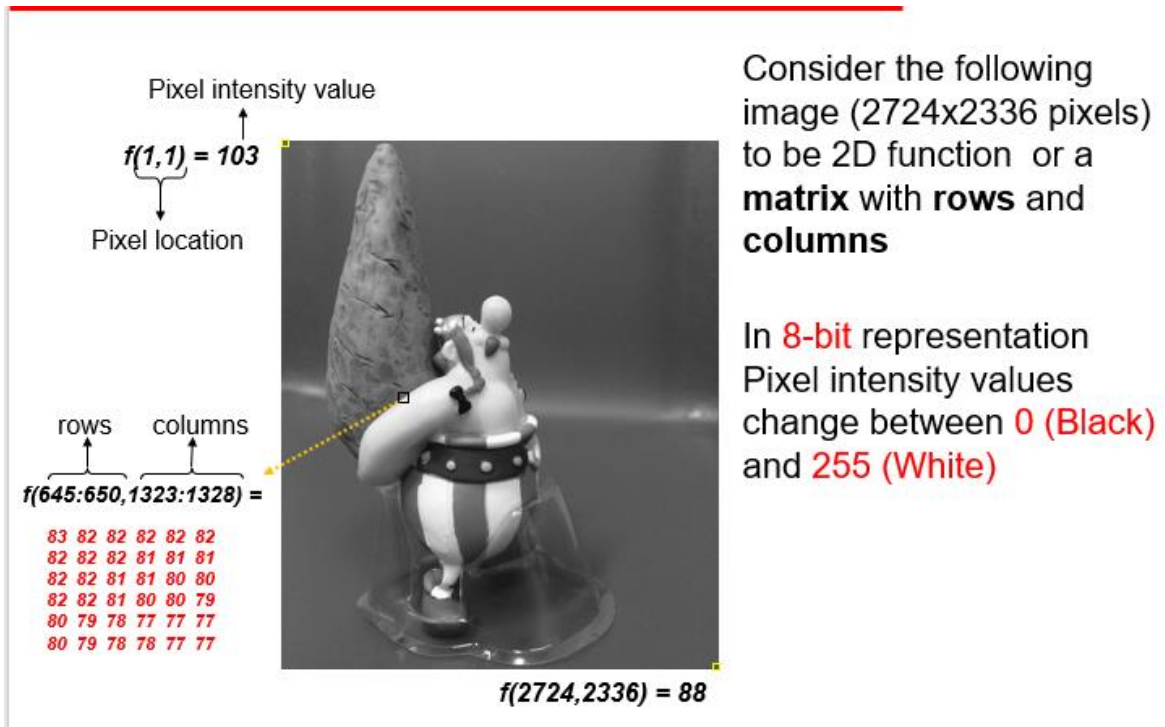 Pixel intensity value
f(1,1) = 103
Pixel location
rows columns
f(645:650,1323:1328) =
83 82 82 82 82 82
82 82 82 81 81 81
82 82 81 81 80 80
82 82 81 80 80 79
80 79 78 77 77 77
80 79 78 78 77 77
f(2724,2336) = 88
Consider the following
image (2724x2336 pixels)
to be 2D function or a
matrix with rows and
columns
In 8-bit representation
Pixel intensity values
change between 0 (Black)
and 255 (White)